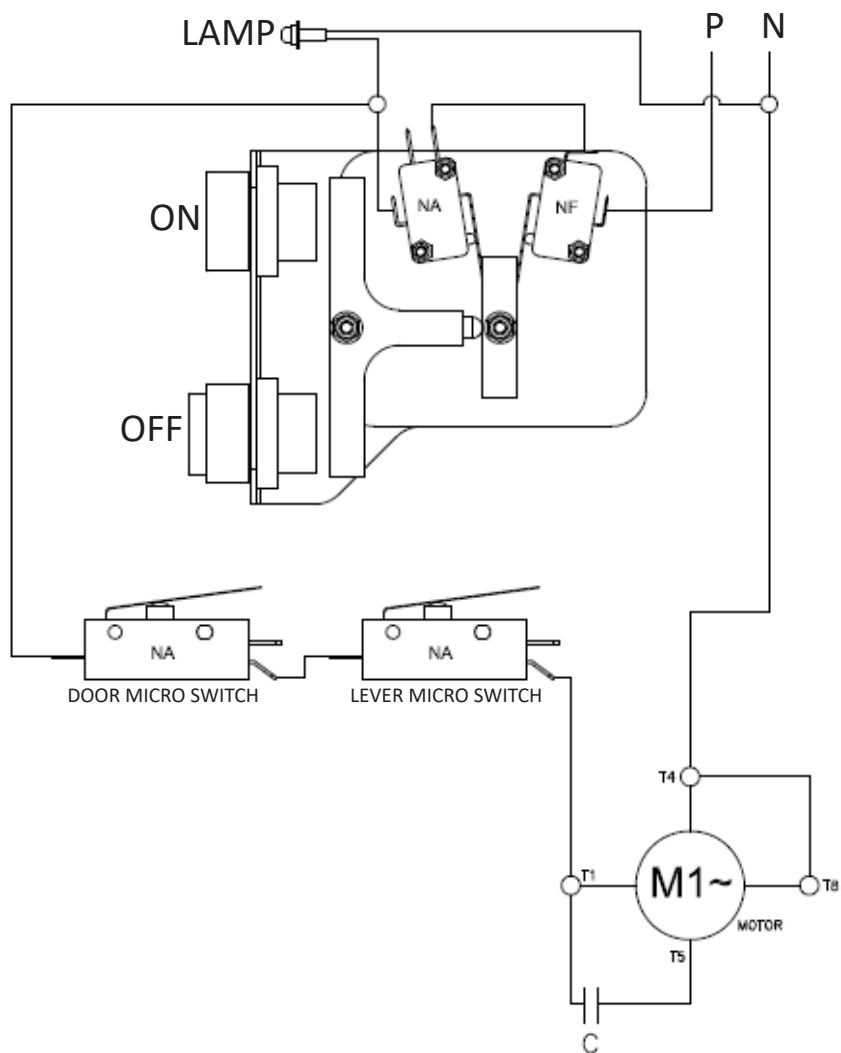 LAMP
P N
NA
NF
ON
OFF
NA
NA
DOOR MICRO SWITCH
LEVER MICRO SWITCH
T4
T1
M1~
T8
MOTOR
T5
C